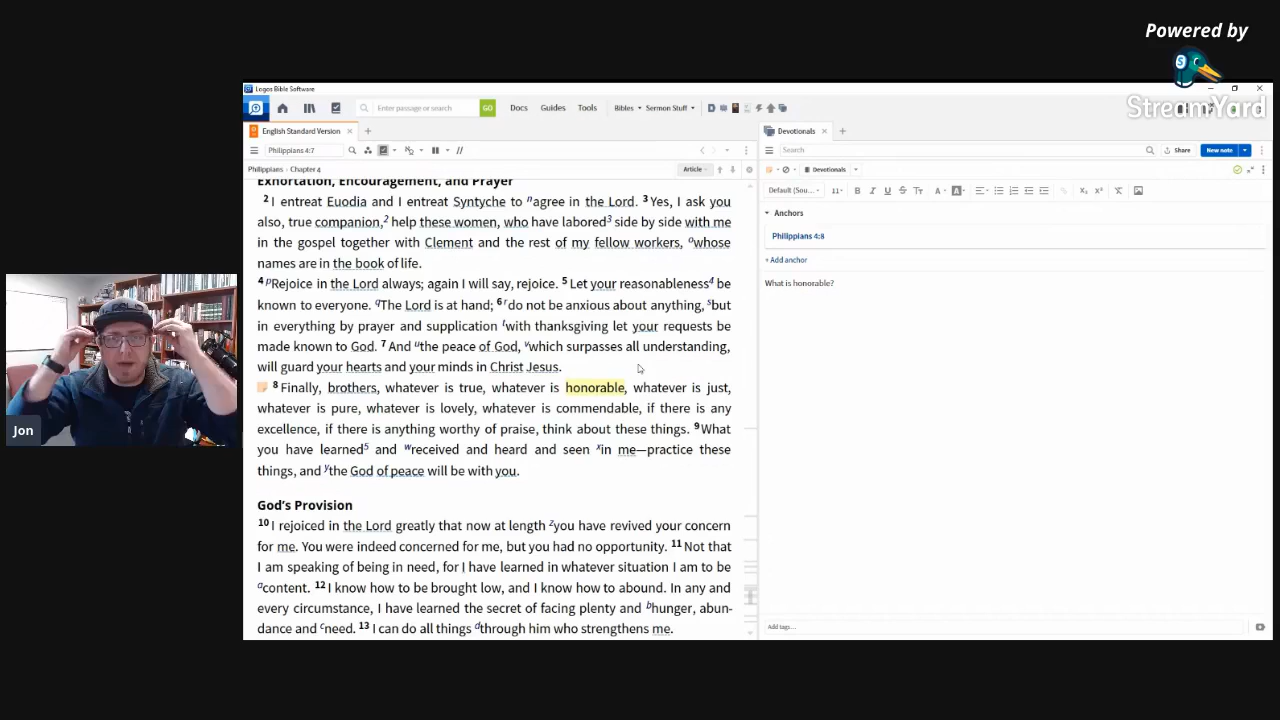 Powered by
StreamYard
Logos Bible Software
Enter passage or search
GO
Docs
Guides
Tools
Bibles
Sermon Stuff
English Standard Version
Philippians 4:7
Philippians › Chapter 4
Article
Exhortation, Encouragement, and Prayer
2 I entreat Euodia and I entreat Syntyche to n agree in the Lord. 3 Yes, I ask you
also, true companion,2 help these women, who have labored3 side by side with me
in the gospel together with Clement and the rest of my fellow workers, o whose
names are in the book of life.
4 p Rejoice in the Lord always; again I will say, rejoice. 5 Let your reasonableness4 be
known to everyone. q The Lord is at hand; 6 r do not be anxious about anything, s but
in everything by prayer and supplication t with thanksgiving let your requests be
made known to God. 7 And u the peace of God, v which surpasses all understanding,
will guard your hearts and your minds in Christ Jesus.
8 Finally, brothers, whatever is true, whatever is honorable, whatever is just,
whatever is pure, whatever is lovely, whatever is commendable, if there is any
excellence, if there is anything worthy of praise, think about these things. 9 What
you have learned5 and w received and heard and seen x in me—practice these
things, and y the God of peace will be with you.
God's Provision
10 I rejoiced in the Lord greatly that now at length z you have revived your concern
for me. You were indeed concerned for me, but you had no opportunity. 11 Not that
I am speaking of being in need, for I have learned in whatever situation I am to be
a content. 12 I know how to be brought low, and I know how to abound. In any and
every circumstance, I have learned the secret of facing plenty and b hunger, abun-
dance and c need. 13 I can do all things d through him who strengthens me.
Devotionals
Search
Share
New note
Devotionals
Default (Sou...
11
B I U S Tt A A
X₂ X²
Anchors
Philippians 4:8
+ Add anchor
What is honorable?
Add tags...
Jon